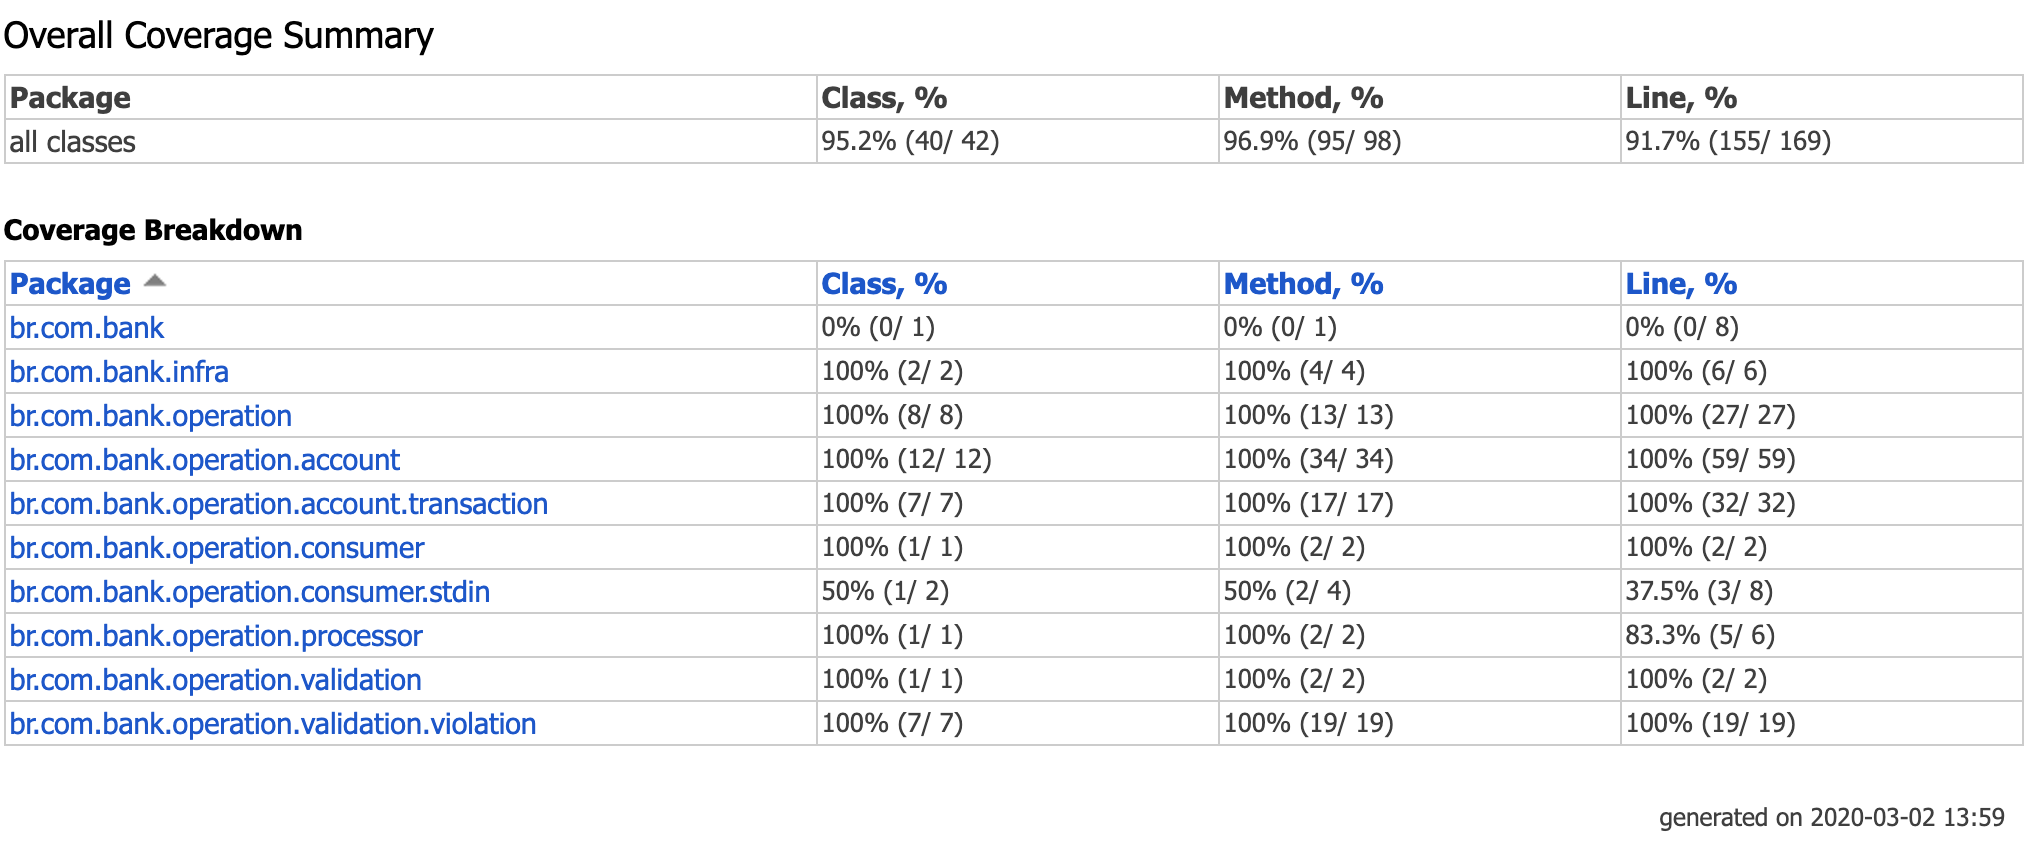 Overall Coverage Summary
Package Class, % Method, % Line, %
all classes 95.2% (40/ 42) 96.9% (95/ 98) 91.7% (155/ 169)
Coverage Breakdown
Package Class, % Method, % Line, %
br.com.bank 0% (0/ 1) 0% (0/ 1) 0% (0/ 8)
br.com.bank.infra 100% (2/ 2) 100% (4/ 4) 100% (6/ 6)
br.com.bank.operation 100% (8/ 8) 100% (13/ 13) 100% (27/ 27)
br.com.bank.operation.account 100% (12/ 12) 100% (34/ 34) 100% (59/ 59)
br.com.bank.operation.account.transaction 100% (7/ 7) 100% (17/ 17) 100% (32/ 32)
br.com.bank.operation.consumer 100% (1/ 1) 100% (2/ 2) 100% (2/ 2)
br.com.bank.operation.consumer.stdin 50% (1/ 2) 50% (2/ 4) 37.5% (3/ 8)
br.com.bank.operation.processor 100% (1/ 1) 100% (2/ 2) 83.3% (5/ 6)
br.com.bank.operation.validation 100% (1/ 1) 100% (2/ 2) 100% (2/ 2)
br.com.bank.operation.validation.violation 100% (7/ 7) 100% (19/ 19) 100% (19/ 19)
generated on 2020-03-02 13:59